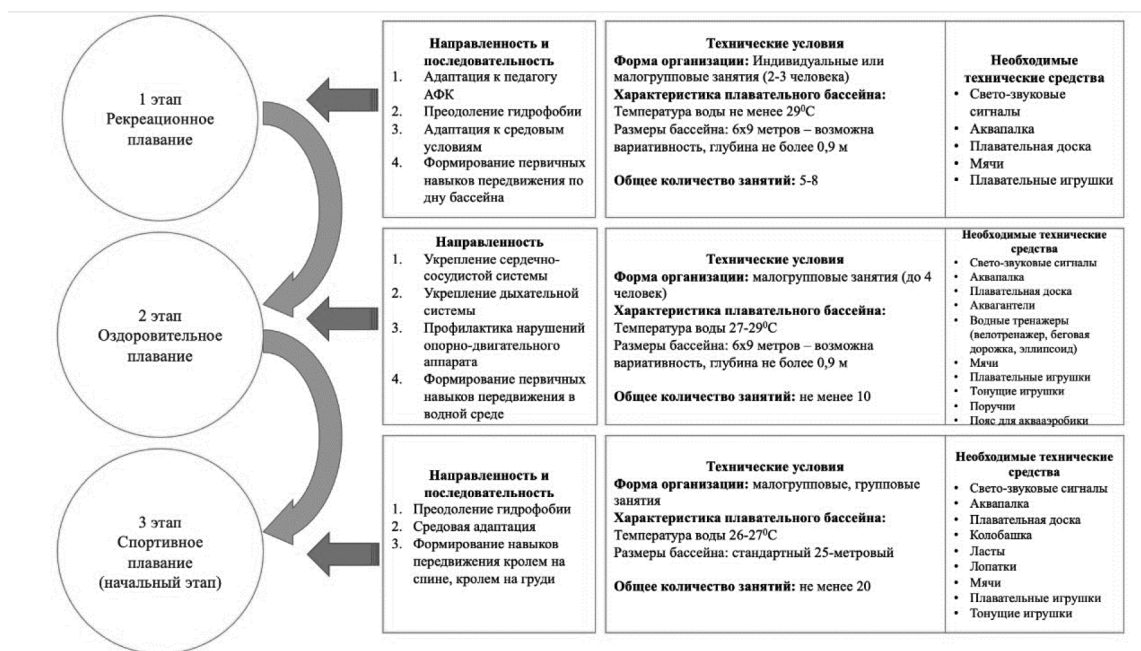 1 этап
Рекреационное
плавание
Направленность и
последовательность
1. Адаптация к педагогу
АФК
2. Преодоление гидрофобии
3. Адаптация к средовым
условиям
4. Формирование первичных
навыков передвижения по
дну бассейна
Технические условия
Форма организации: Индивидуальные или
малогрупповые занятия (2-3 человека)
Характеристика плавательного бассейна:
Температура воды не менее 29⁰С
Размеры бассейна: 6х9 метров – возможна
вариативность, глубина не более 0,9 м
Общее количество занятий: 5-8
Необходимые
технические средства
• Свето-звуковые
сигналы
• Аквапалка
• Плавательная доска
• Мячи
• Плавательные игрушки
2 этап
Оздоровительное
плавание
Направленность
1. Укрепление сердечно-
сосудистой системы
2. Укрепление дыхательной
системы
3. Профилактика нарушений
опорно-двигательного
аппарата
4. Формирование первичных
навыков передвижения в
водной среде
Технические условия
Форма организации: малогрупповые занятия (до 4
человек)
Характеристика плавательного бассейна:
Температура воды 27-29⁰С
Размеры бассейна: 6х9 метров – возможна
вариативность, глубина не более 0,9 м
Общее количество занятий: не менее 10
Необходимые технические
средства
• Свето-звуковые сигналы
• Аквапалка
• Плавательная доска
• Аквагантели
• Водные тренажеры
(велотренажер, беговая
дорожка, эллипсоид)
• Мячи
• Плавательные игрушки
• Тонущие игрушки
• Поручни
• Пояс для аквааэробики
3 этап
Спортивное
плавание
(начальный этап)
Направленность и
последовательность
1. Преодоление гидрофобии
2. Средовая адаптация
3. Формирование навыков
передвижения кролем на
спине, кролем на груди
Технические условия
Форма организации: малогрупповые, групповые
занятия
Характеристика плавательного бассейна:
Температура воды 26-27⁰С
Размеры бассейна: стандартный 25-метровый
Общее количество занятий: не менее 20
Необходимые технические
средства
• Свето-звуковые сигналы
• Аквапалка
• Плавательная доска
• Колобашка
• Ласты
• Лопатки
• Мячи
• Плавательные игрушки
• Тонущие игрушки